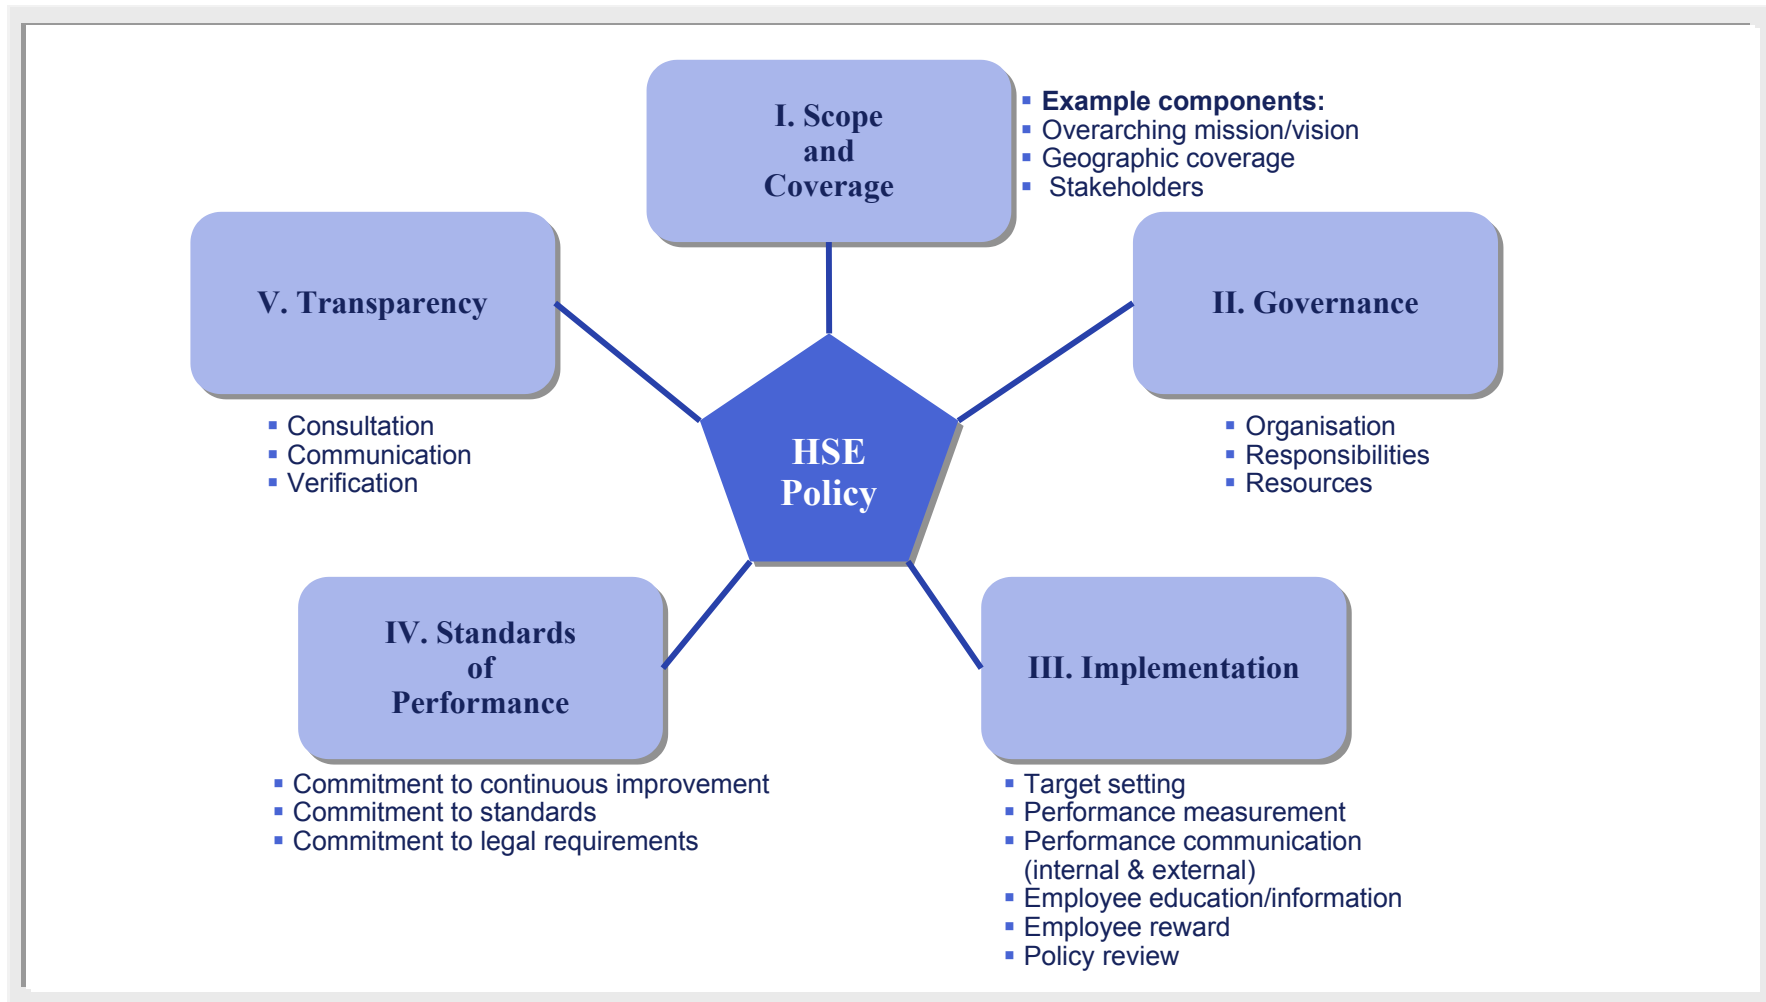 I. Scope
and
Coverage
Example components:
Overarching mission/vision
Geographic coverage
Stakeholders
II. Governance
Organisation
Responsibilities
Resources
III. Implementation
Target setting
Performance measurement
Performance communication
(internal & external)
Employee education/information
Employee reward
Policy review
IV. Standards
of
Performance
Commitment to continuous improvement
Commitment to standards
Commitment to legal requirements
V. Transparency
Consultation
Communication
Verification
HSE
Policy